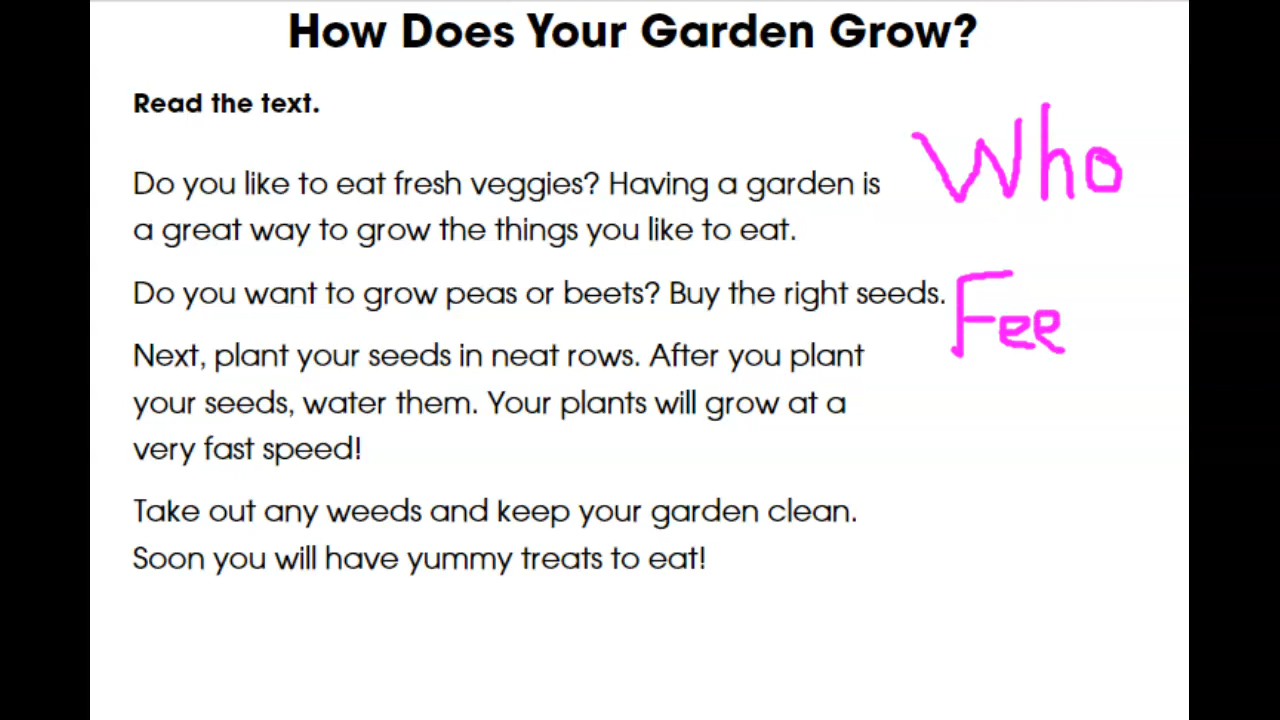 How Does Your Garden Grow?
Read the text.
Who
Do you like to eat fresh veggies? Having a garden is
a great way to grow the things you like to eat.
Do you want to grow peas or beets? Buy the right seeds.
Fee
Next, plant your seeds in neat rows. After you plant
your seeds, water them. Your plants will grow at a
very fast speed!
Take out any weeds and keep your garden clean.
Soon you will have yummy treats to eat!